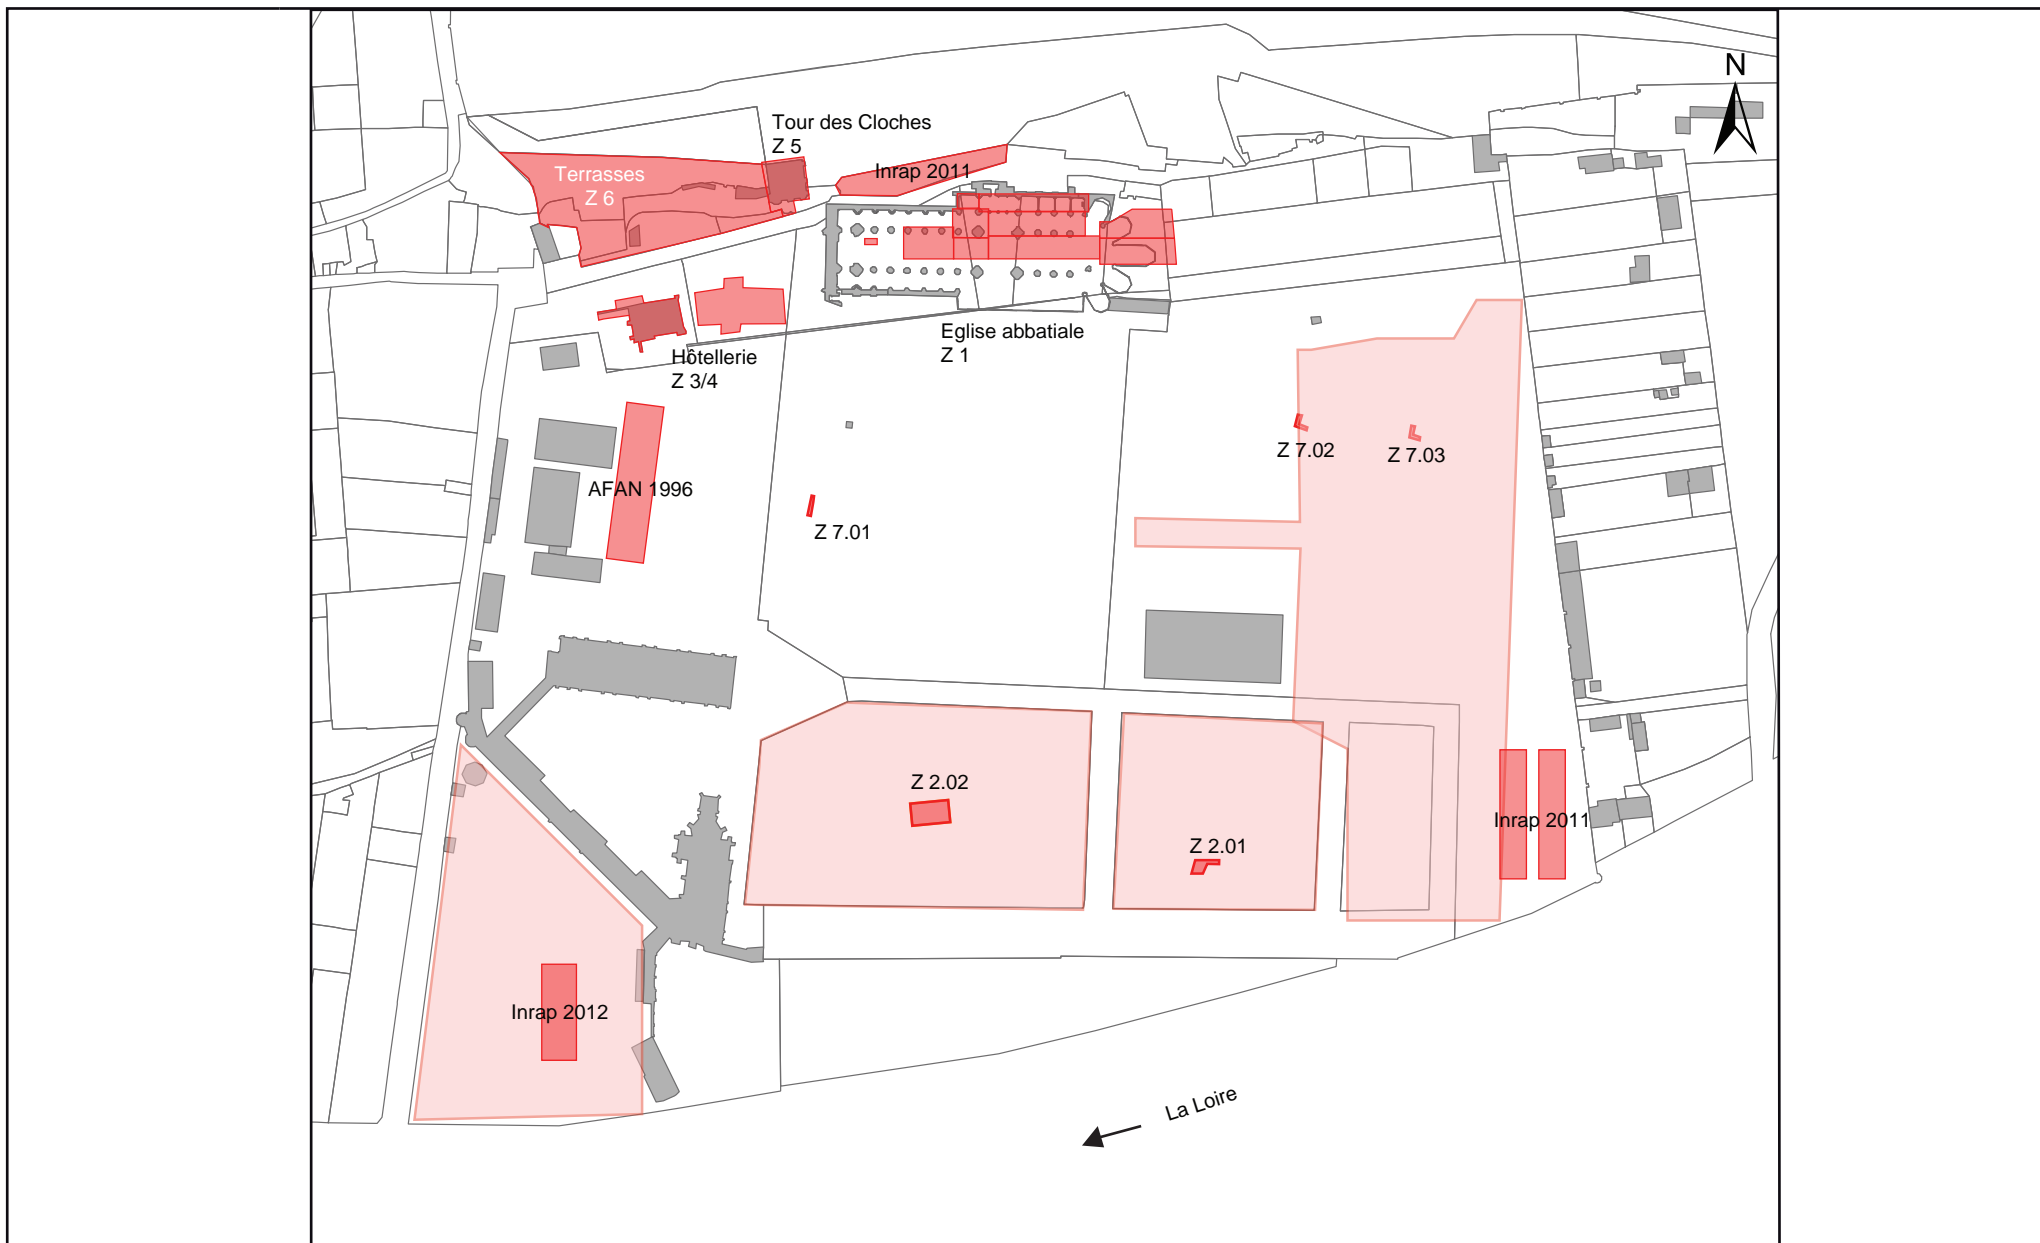 N
Tour des Cloches
Z 5
Inrap 2011
Terrasses
Z 6
Eglise abbatiale
Z 1
Hôtellerie
Z 3/4
Z 7.02
Z 7.03
AFAN 1996
Z 7.01
Z 2.02
Inrap 2011
Z 2.01
Inrap 2012
La Loire